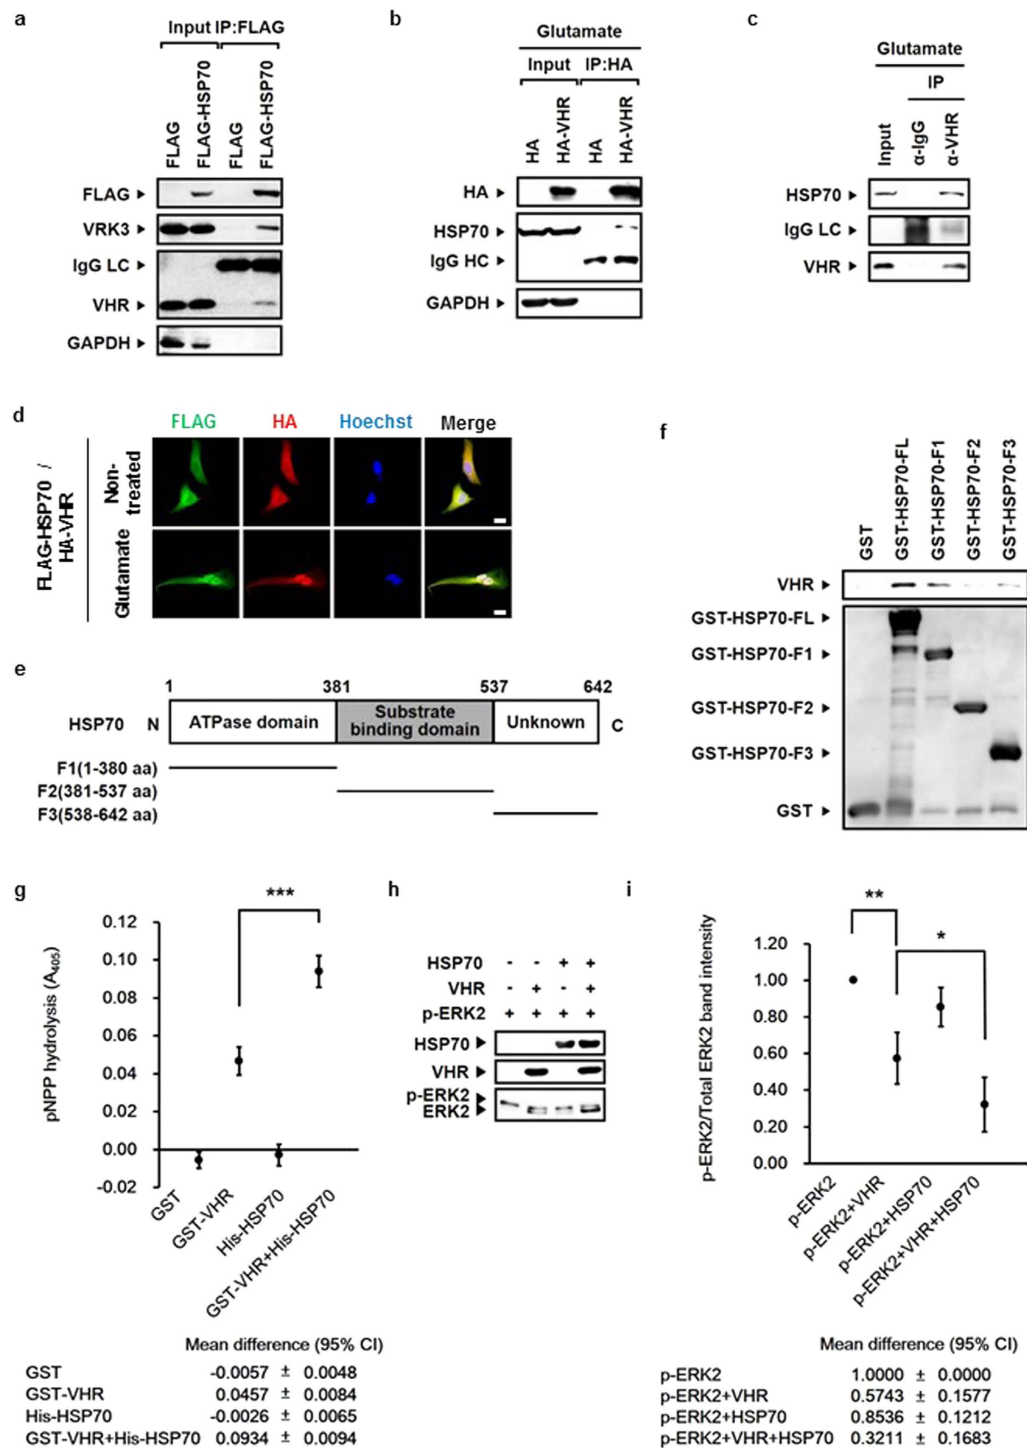 a
Input IP:FLAG
FLAG
FLAG-HSP70
FLAG
FLAG-HSP70
FLAG
VRK3
IgG LC
VHR
GAPDH
b
Glutamate
Input IP:HA
HA
HA-VHR
HA
HA-VHR
HA
HSP70
IgG HC
GAPDH
c
Glutamate
IP
Input
α-IgG
α-VHR
HSP70
IgG LC
VHR
d
FLAG HA Hoechst Merge
FLAG-HSP70 /
HA-VHR
Non-
treated
Glutamate
e
1 381 537 642
HSP70 N ATPase domain Substrate binding domain Unknown C
F1(1-380 aa)
F2(381-537 aa)
F3(538-642 aa)
f
GST
GST-HSP70-FL
GST-HSP70-F1
GST-HSP70-F2
GST-HSP70-F3
VHR
GST-HSP70-FL
GST-HSP70-F1
GST-HSP70-F2
GST-HSP70-F3
GST
g
***
pNPP hydrolysis (A405)
0.12
0.10
0.08
0.06
0.04
0.02
0.00
-0.02
GST
GST-VHR
His-HSP70
GST-VHR+His-HSP70
Mean difference (95% CI)
GST -0.0057 ± 0.0048
GST-VHR 0.0457 ± 0.0084
His-HSP70 -0.0026 ± 0.0065
GST-VHR+His-HSP70 0.0934 ± 0.0094
h
HSP70 - - + +
VHR - + - +
p-ERK2 + + + +
HSP70
VHR
p-ERK2
ERK2
i
**
*
p-ERK2/Total ERK2 band intensity
1.20
1.00
0.80
0.60
0.40
0.20
0.00
p-ERK2
p-ERK2+VHR
p-ERK2+HSP70
p-ERK2+VHR+HSP70
Mean difference (95% CI)
p-ERK2 1.0000 ± 0.0000
p-ERK2+VHR 0.5743 ± 0.1577
p-ERK2+HSP70 0.8536 ± 0.1212
p-ERK2+VHR+HSP70 0.3211 ± 0.1683